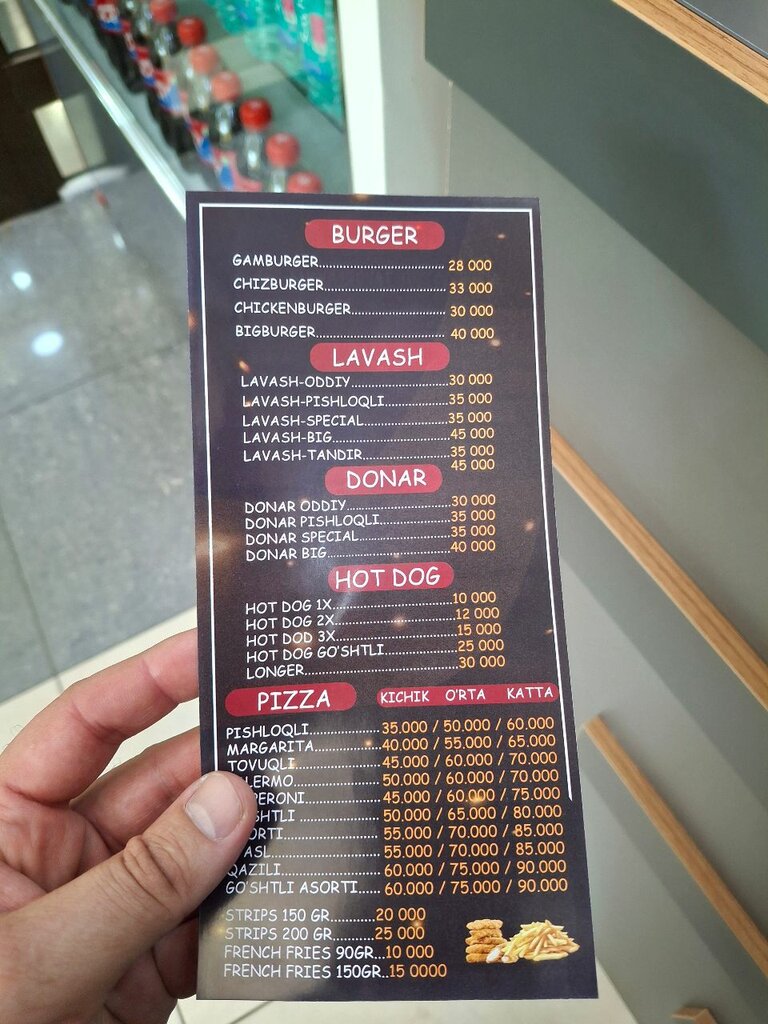 BURGER
GAMBURGER................................ 28 000
CHIZBURGER............................... 33 000
CHICKENBURGER........................ 30 000
BIGBURGER................................. 40 000
LAVASH
LAVASH-ODDIY.........................30 000
LAVASH-PISHLOQLI................35 000
LAVASH-SPECIAL.....................35 000
LAVASH-BIG.............................45 000
LAVASH-TANDIR......................35 000
45 000
DONAR
DONAR ODDIY...........................30 000
DONAR PISHLOQLI..................35 000
DONAR SPECIAL.......................35 000
DONAR BIG...............................40 000
HOT DOG
HOT DOG 1X..............................10 000
HOT DOG 2X..............................12 000
HOT DOD 3X..............................15 000
HOT DOG GO'SHTLI..................25 000
LONGER......................................30 000
PIZZA KICHIK O'RTA KATTA
PISHLOQLI..................35.000 / 50.000 / 60.000
MARGARITA................40.000 / 55.000 / 65.000
TOVUQLI.....................45.000 / 60.000 / 70.000
LERMO......................50.000 / 60.000 / 70.000
PERONI....................45.000 / 60.000 / 75.000
SHTLI.....................50.000 / 65.000 / 80.000
ORTI.......................55.000 / 70.000 / 85.000
ASL..........................55.000 / 70.000 / 85.000
QAZILI........................60.000 / 75.000 / 90.000
GO'SHTLI ASORTI..... 60.000 / 75.000 / 90.000
STRIPS 150 GR...........20 000
STRIPS 200 GR..........25 000
FRENCH FRIES 90GR...10 000
FRENCH FRIES 150GR..15 0000